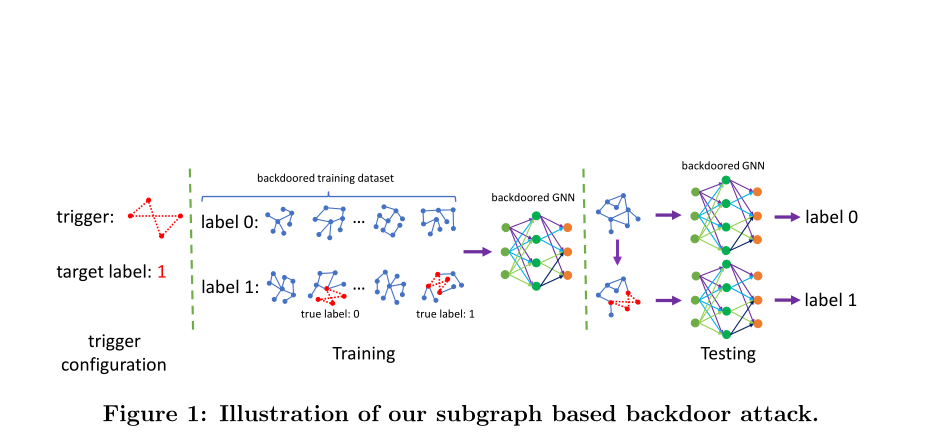 trigger:
target label: 1
trigger
configuration
backdoored training dataset
label 0:
...
label 1:
...
true label: 0
true label: 1
backdoored GNN
Training
backdoored GNN
label 0
label 1
Testing
Figure 1: Illustration of our subgraph based backdoor attack.